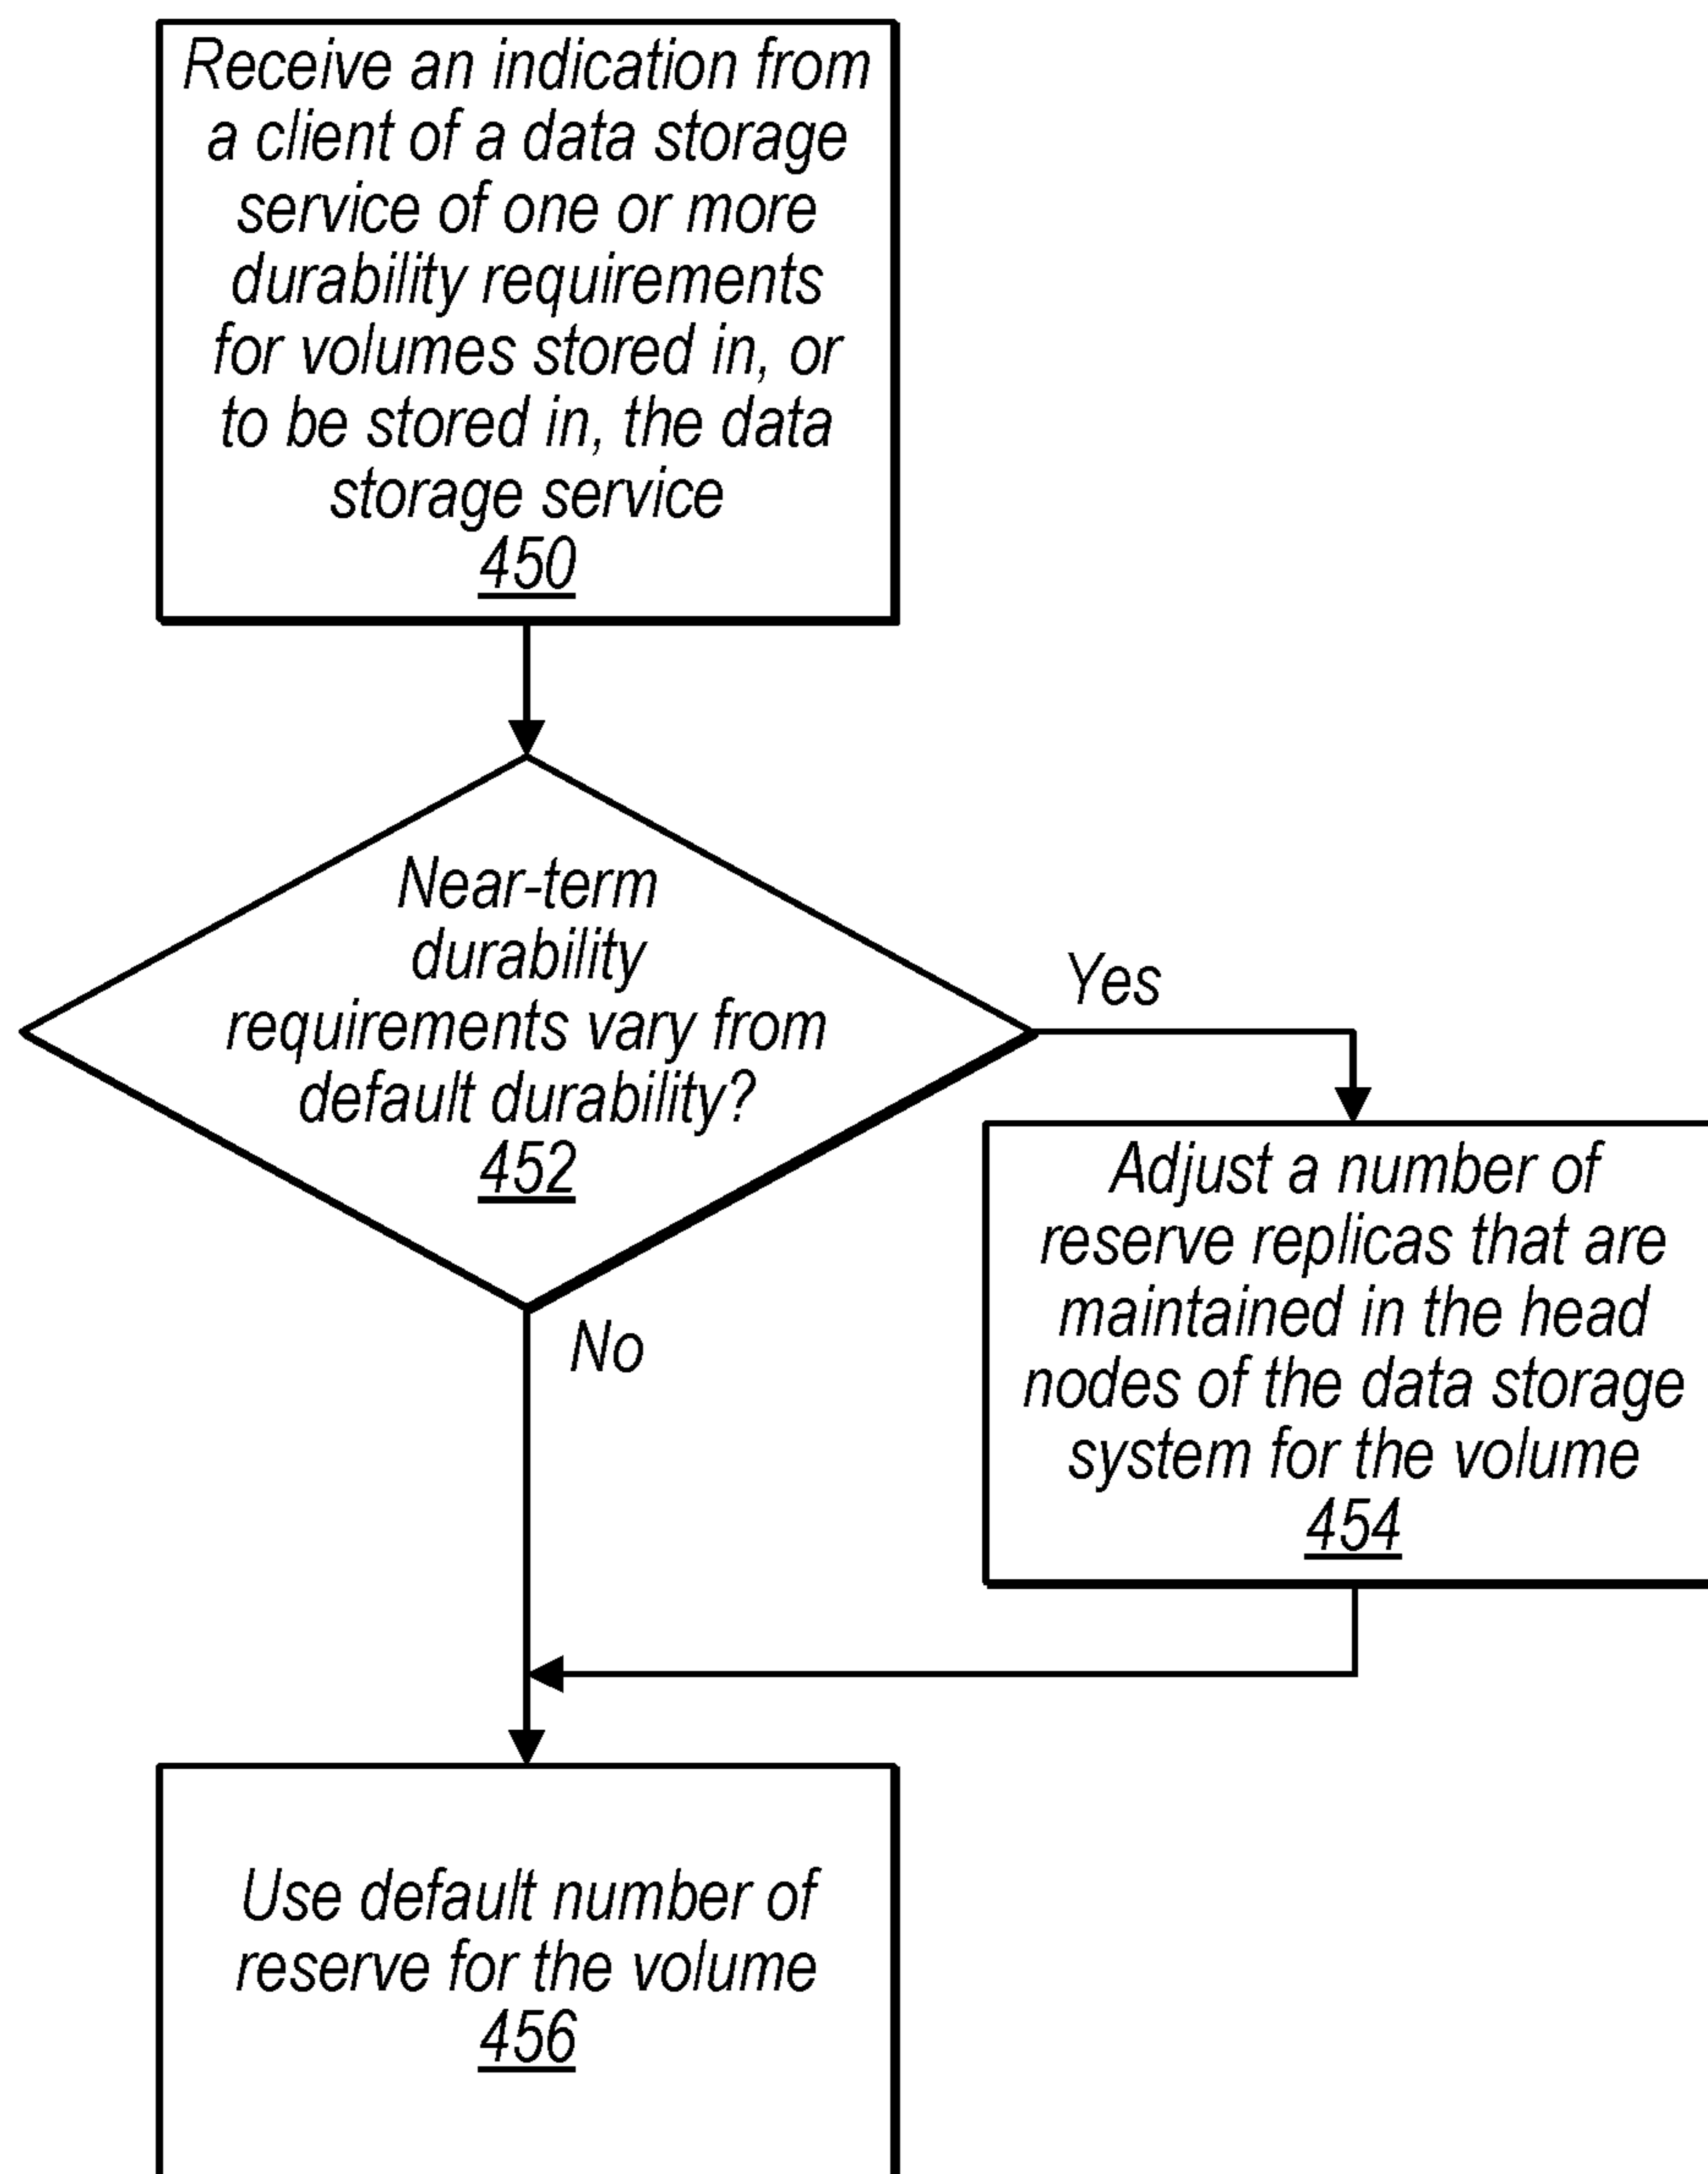 Receive an indication from
a client of a data storage
service of one or more
durability requirements
for volumes stored in, or
to be stored in, the data
storage service
450
Near-term
durability
requirements vary from
default durability?
452
Yes
No
Adjust a number of
reserve replicas that are
maintained in the head
nodes of the data storage
system for the volume
454
Use default number of
reserve for the volume
456